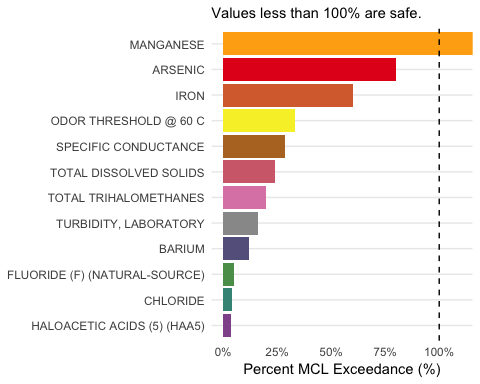 Values less than 100% are safe.
MANGANESE
ARSENIC
IRON
ODOR THRESHOLD @ 60 C
SPECIFIC CONDUCTANCE
TOTAL DISSOLVED SOLIDS
TOTAL TRIHALOMETHANES
TURBIDITY, LABORATORY
BARIUM
FLUORIDE (F) (NATURAL-SOURCE)
CHLORIDE
HALOACETIC ACIDS (5) (HAA5)
0% 25% 50% 75% 100%
Percent MCL Exceedance (%)